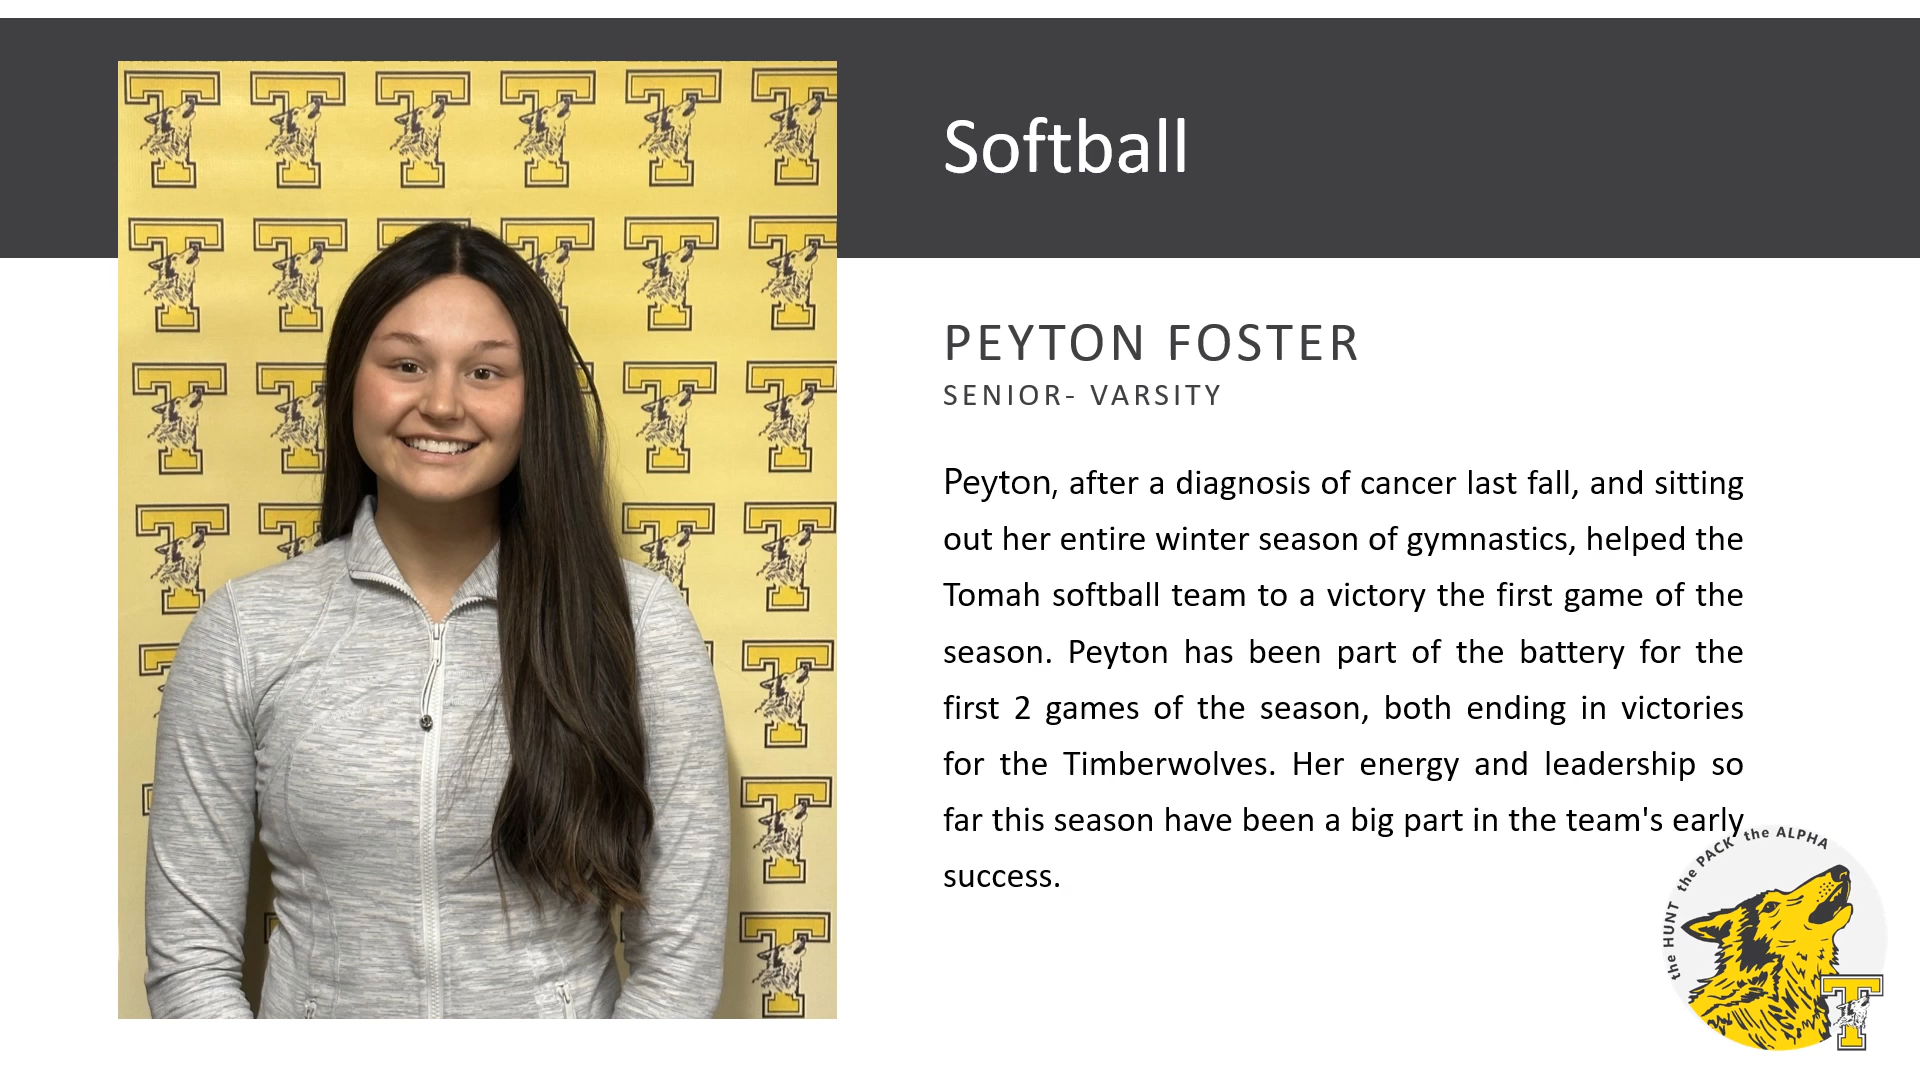 Softball
PEYTON FOSTER
SENIOR- VARSITY
Peyton, after a diagnosis of cancer last fall, and sitting
out her entire winter season of gymnastics, helped the
Tomah softball team to a victory the first game of the
season. Peyton has been part of the battery for the
first 2 games of the season, both ending in victories
for the Timberwolves. Her energy and leadership so
far this season have been a big part in the team's early
success.
the HUNT the PACK the ALPHA
T